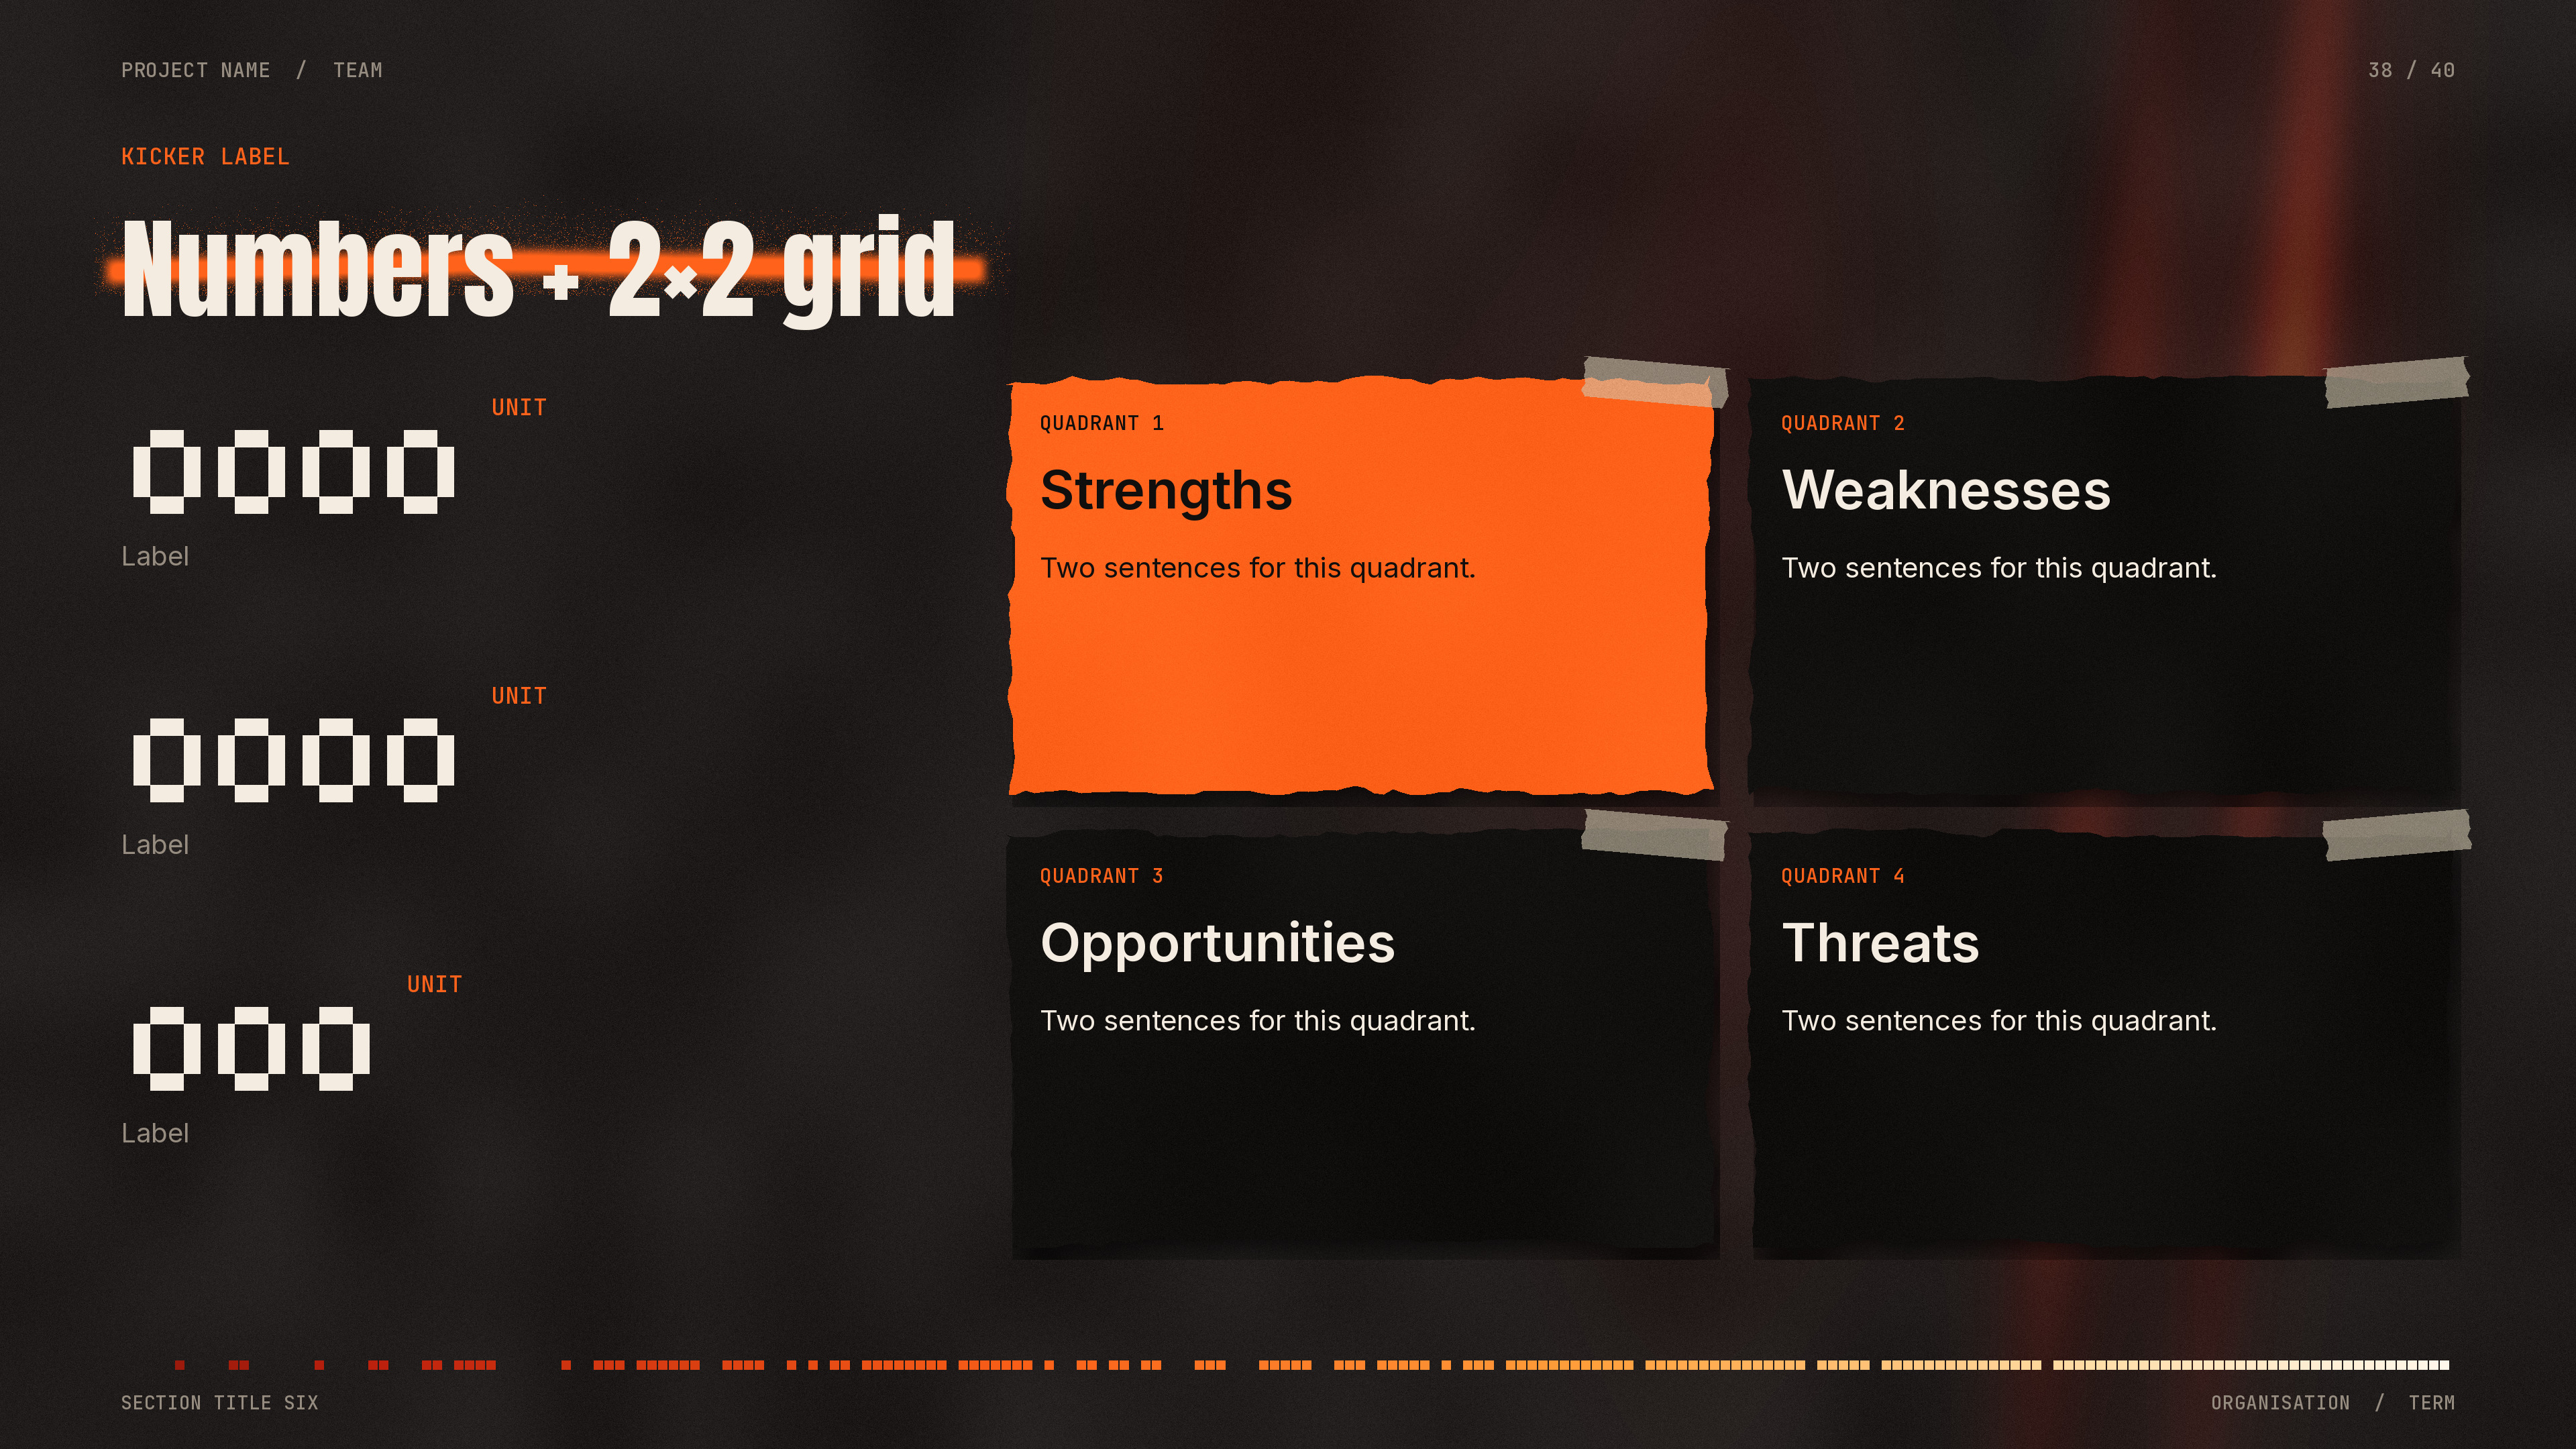 PROJECT NAME / TEAM
38 / 40
KICKER LABEL
Numbers + 2×2 grid
0000 UNIT
Label
0000 UNIT
Label
000 UNIT
Label
QUADRANT 1
Strengths
Two sentences for this quadrant.
QUADRANT 2
Weaknesses
Two sentences for this quadrant.
QUADRANT 3
Opportunities
Two sentences for this quadrant.
QUADRANT 4
Threats
Two sentences for this quadrant.
SECTION TITLE SIX
ORGANISATION / TERM